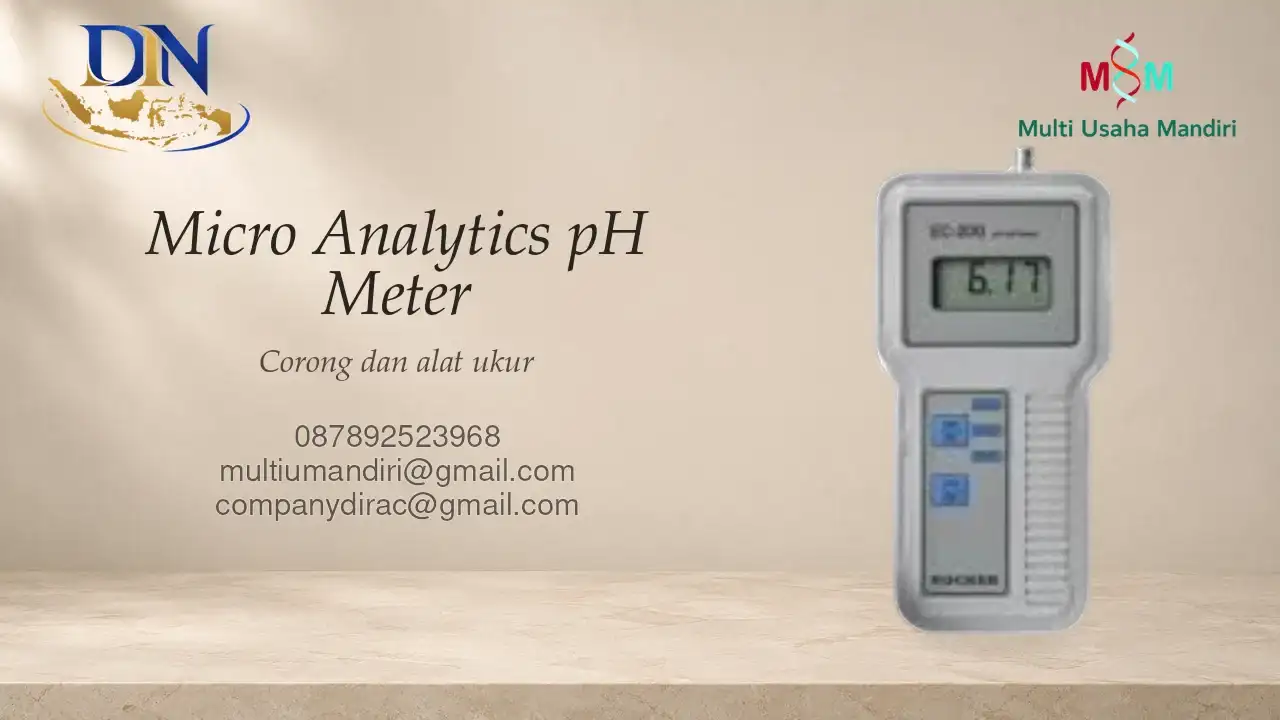 DIN
M M
Multi Usaha Mandiri
Micro Analytics pH
Meter
Corong dan alat ukur
087892523968
multiumandiri@gmail.com
companydirac@gmail.com
6.17